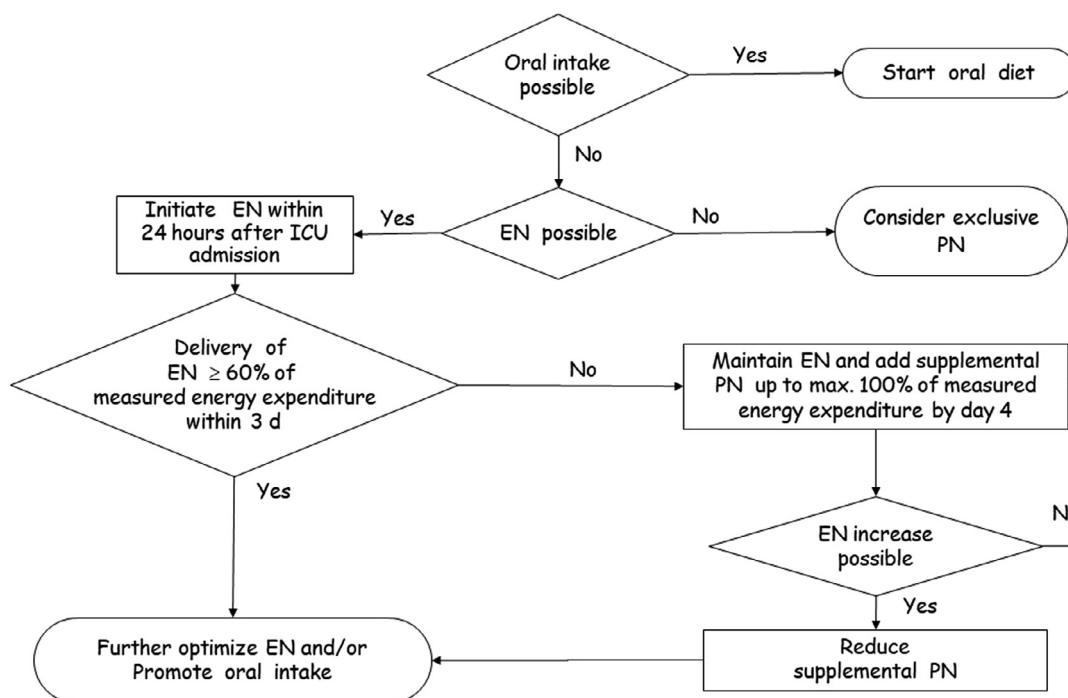 Oral intake
possible
Yes
Start oral diet
No
EN possible
Yes
No
Initiate EN within
24 hours after ICU
admission
Consider exclusive
PN
Delivery of
EN ≥ 60% of
measured energy expenditure
within 3 d
No
Maintain EN and add supplemental
PN up to max. 100% of measured
energy expenditure by day 4
Yes
EN increase
possible
N
Yes
Further optimize EN and/or
Promote oral intake
Reduce
supplemental PN